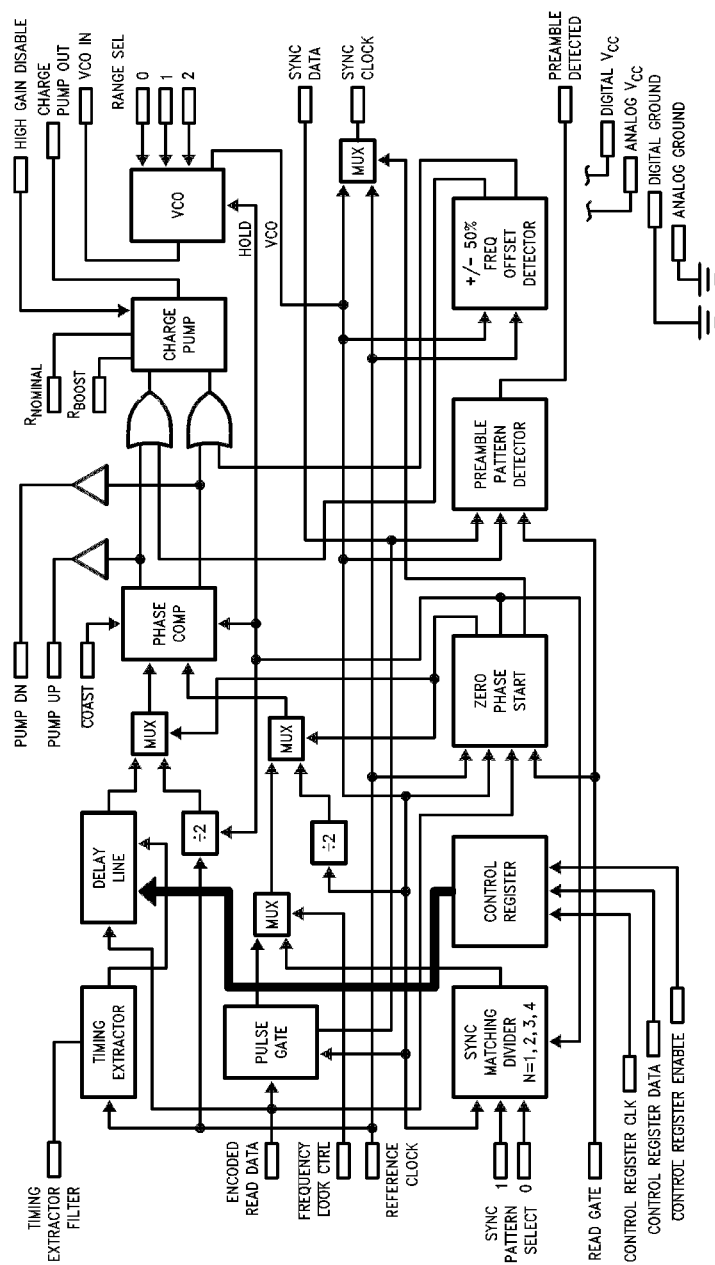 HIGH GAIN DISABLE
CHARGE
PUMP OUT
VCO IN
RANGE SEL
0
1
2
SYNC
DATA
SYNC
CLOCK
PREAMBLE
DETECTED
DIGITAL VCC
ANALOG VCC
DIGITAL GROUND
ANALOG GROUND
RNOMINAL
RBOOST
CHARGE
PUMP
VCO
HOLD
VCO
MUX
+/- 50%
FREQ
OFFSET
DETECTOR
PUMP DN
PUMP UP
COAST
PHASE
COMP
PREAMBLE
PATTERN
DETECTOR
MUX
MUX
ZERO
PHASE
START
DELAY
LINE
÷2
÷2
MUX
CONTROL
REGISTER
TIMING
EXTRACTOR
PULSE
GATE
SYNC
MATCHING
DIVIDER
N=1, 2, 3, 4
TIMING
EXTRACTOR
FILTER
ENCODED
READ DATA
FREQUENCY
LOCK CTRL
REFERENCE
CLOCK
SYNC
PATTERN
SELECT
1
0
READ GATE
CONTROL REGISTER CLK
CONTROL REGISTER DATA
CONTROL REGISTER ENABLE